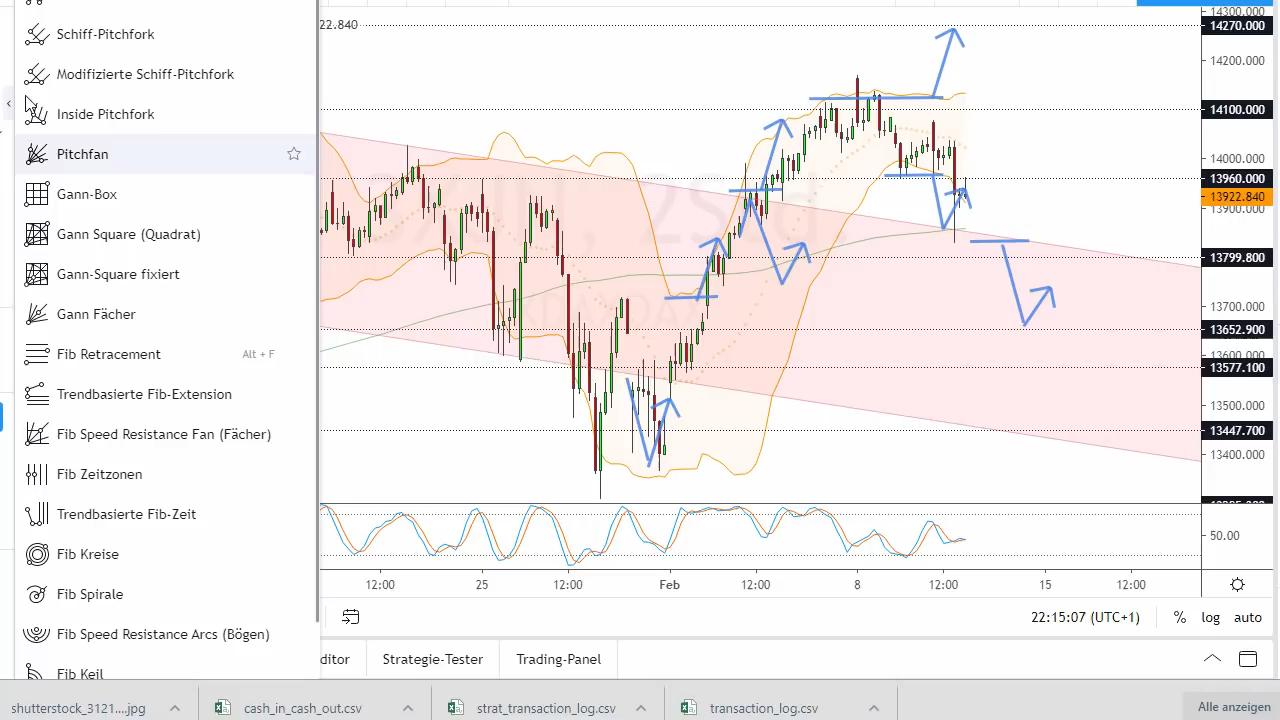 Schiff-Pitchfork
Modifizierte Schiff-Pitchfork
Inside Pitchfork
Pitchfan
Gann-Box
Gann Square (Quadrat)
Gann-Square fixiert
Gann Fächer
Fib Retracement Alt + F
Trendbasierte Fib-Extension
Fib Speed Resistance Fan (Fächer)
Fib Zeitzonen
Trendbasierte Fib-Zeit
Fib Kreise
Fib Spirale
Fib Speed Resistance Arcs (Bögen)
Fib Keil
22.840
14300.000
14270.000
14200.000
14100.000
14000.000
13960.000
13922.840
13900.000
13799.800
13700.000
13652.900
13600.000
13577.100
13500.000
13447.700
13400.000
50.00
12:00 25 12:00 Feb 12:00 8 12:00 15 12:00
22:15:07 (UTC+1) % log auto
ditor Strategie-Tester Trading-Panel
shutterstock_3121....jpg cash_in_cash_out.csv strat_transaction_log.csv transaction_log.csv Alle anzeigen